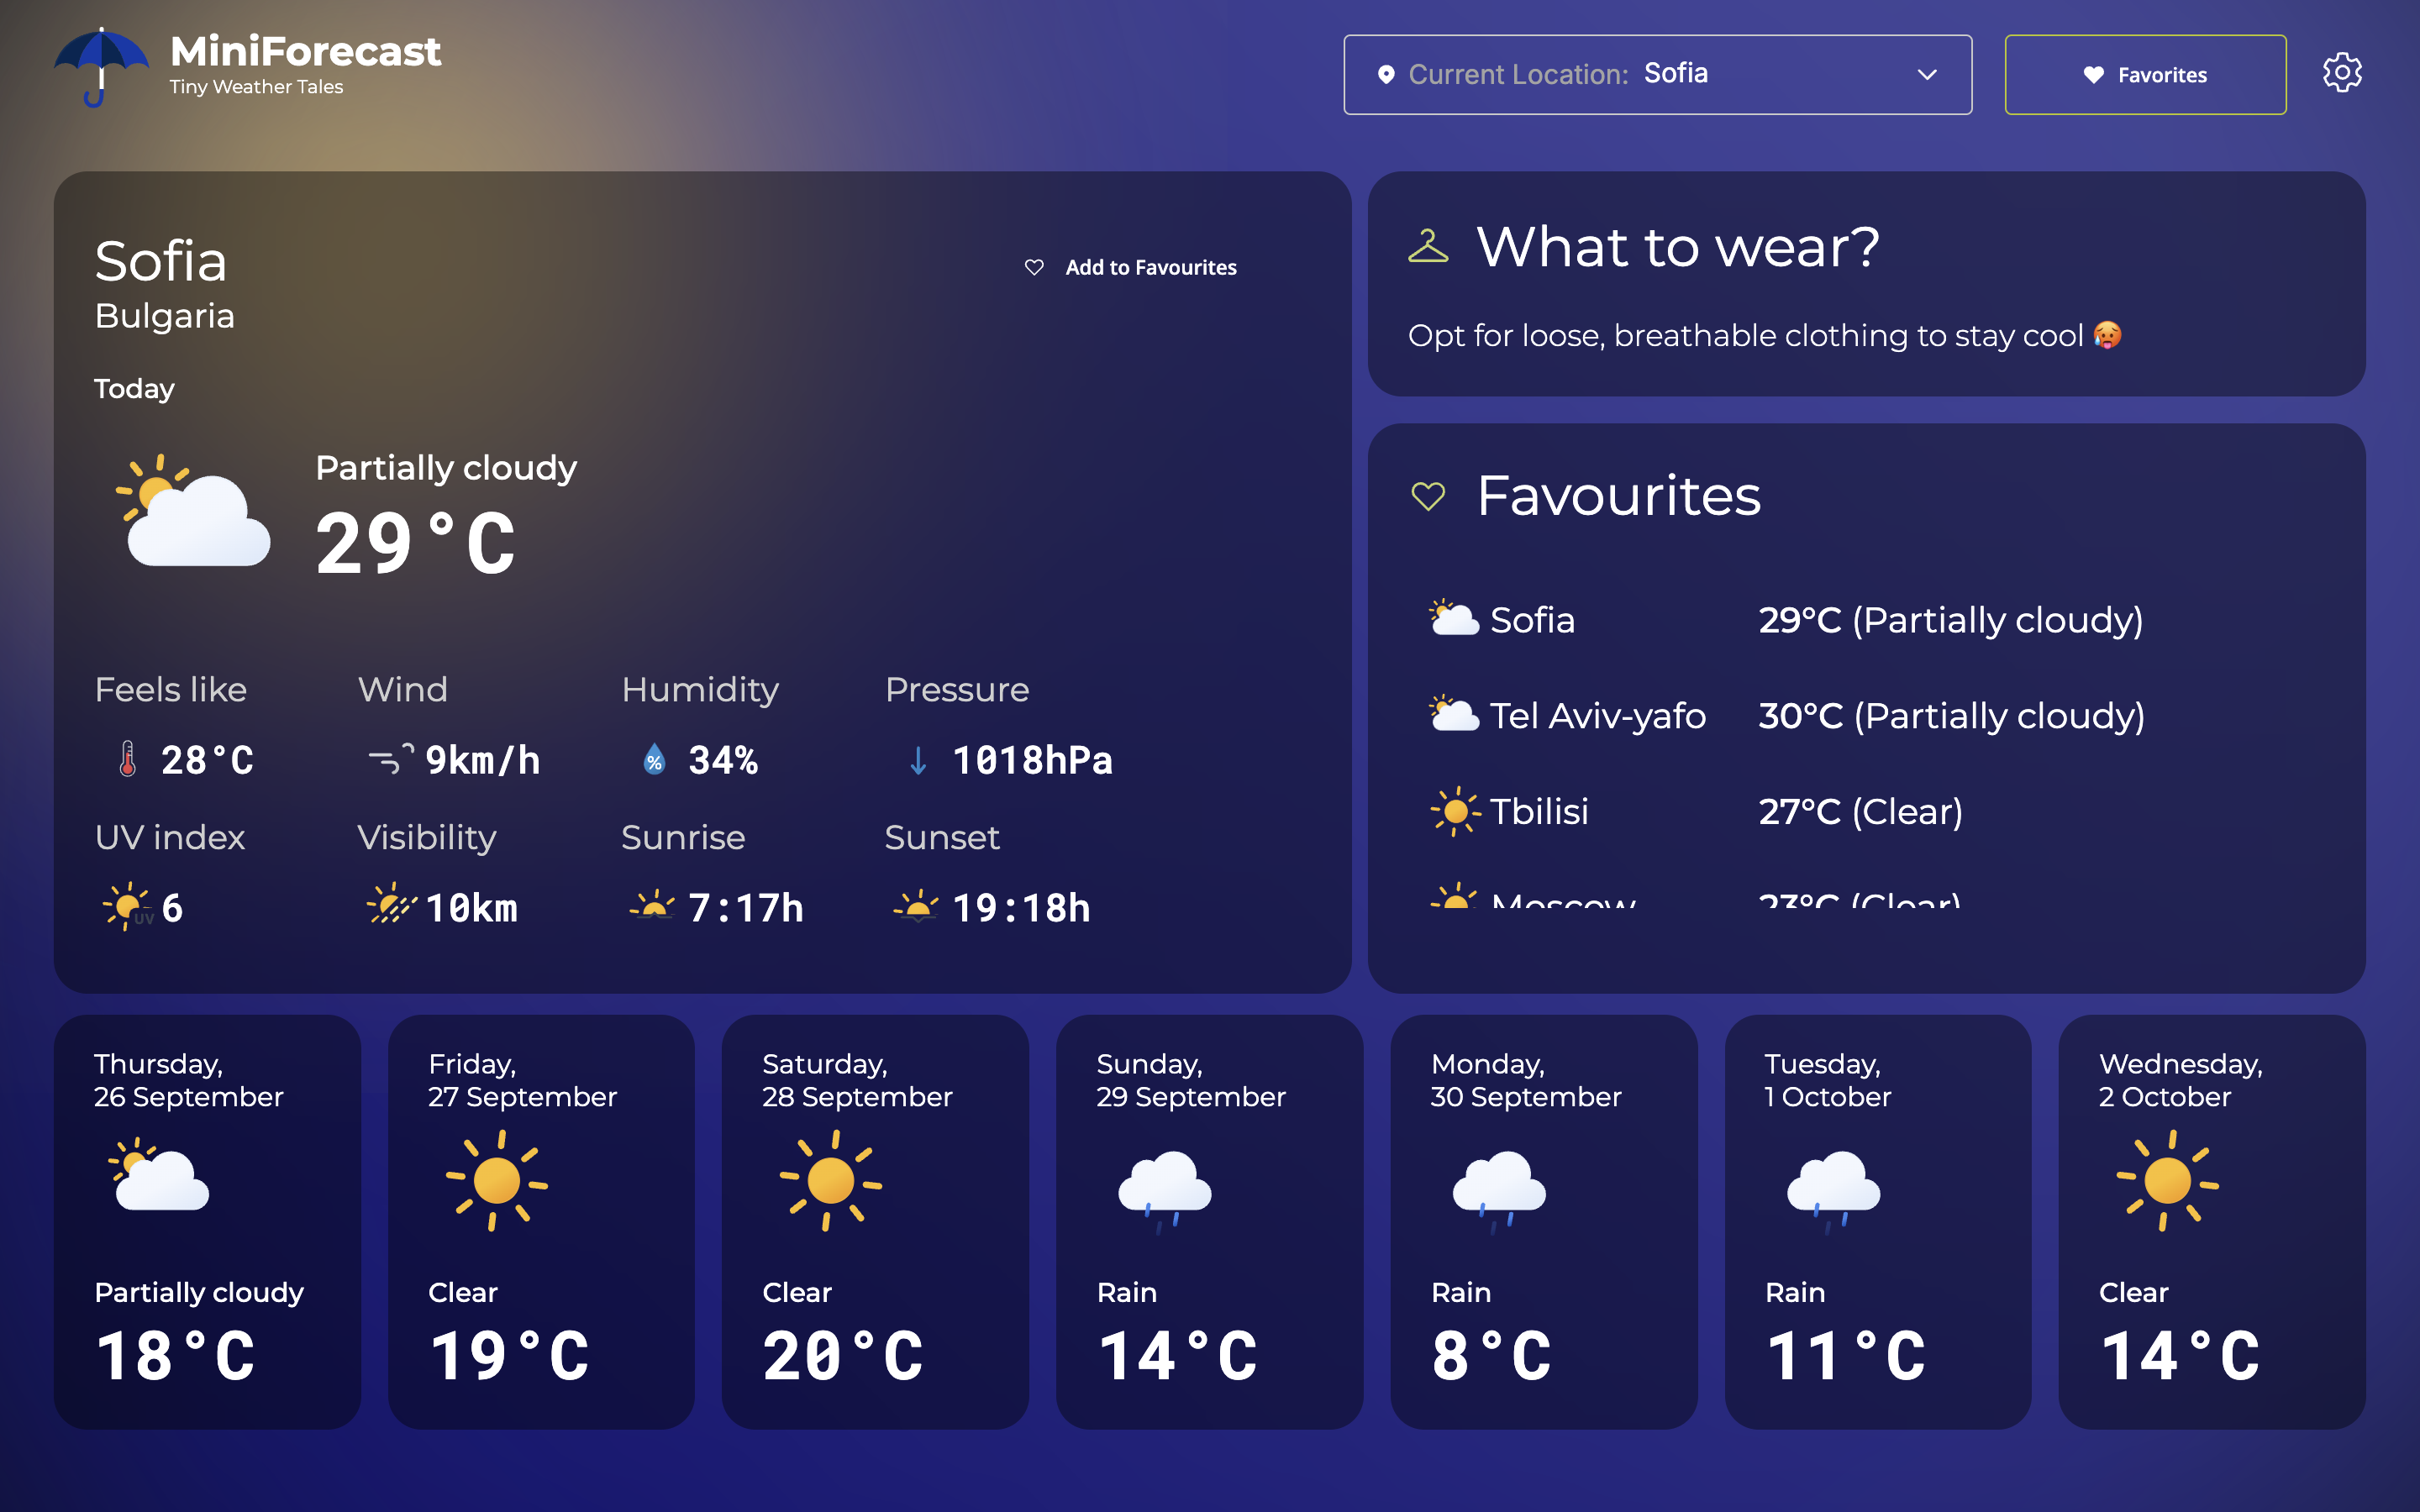 MiniForecast
Tiny Weather Tales
Current Location: Sofia
Favorites
Sofia
Bulgaria
Add to Favourites
Today
Partially cloudy
29°C
Feels like Wind Humidity Pressure
28°C 9km/h % 34% 1018hPa
UV index Visibility Sunrise Sunset
UV 6 10km 7:17h 19:18h
What to wear?
Opt for loose, breathable clothing to stay cool 🥵
Favourites
Sofia 29°C (Partially cloudy)
Tel Aviv-yafo 30°C (Partially cloudy)
Tbilisi 27°C (Clear)
Moscow 23°C (Clear)
Thursday,
26 September
Partially cloudy
18°C
Friday,
27 September
Clear
19°C
Saturday,
28 September
Clear
20°C
Sunday,
29 September
Rain
14°C
Monday,
30 September
Rain
8°C
Tuesday,
1 October
Rain
11°C
Wednesday,
2 October
Clear
14°C